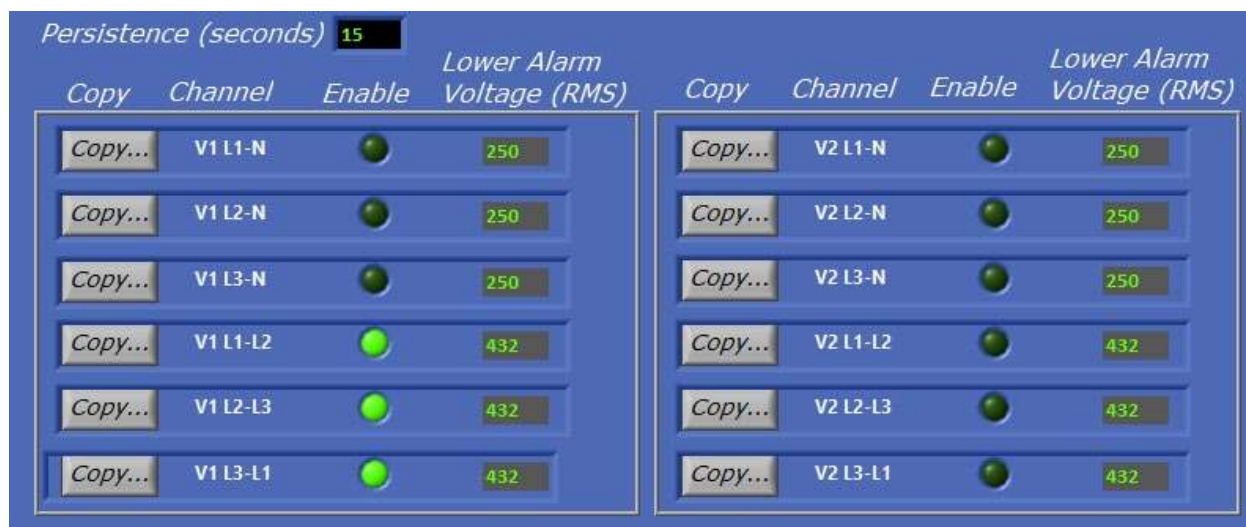 Persistence (seconds) 15
Copy Channel Enable Lower Alarm Voltage (RMS) Copy Channel Enable Lower Alarm Voltage (RMS)
Copy... V1 L1-N 250 Copy... V2 L1-N 250
Copy... V1 L2-N 250 Copy... V2 L2-N 250
Copy... V1 L3-N 250 Copy... V2 L3-N 250
Copy... V1 L1-L2 432 Copy... V2 L1-L2 432
Copy... V1 L2-L3 432 Copy... V2 L2-L3 432
Copy... V1 L3-L1 432 Copy... V2 L3-L1 432